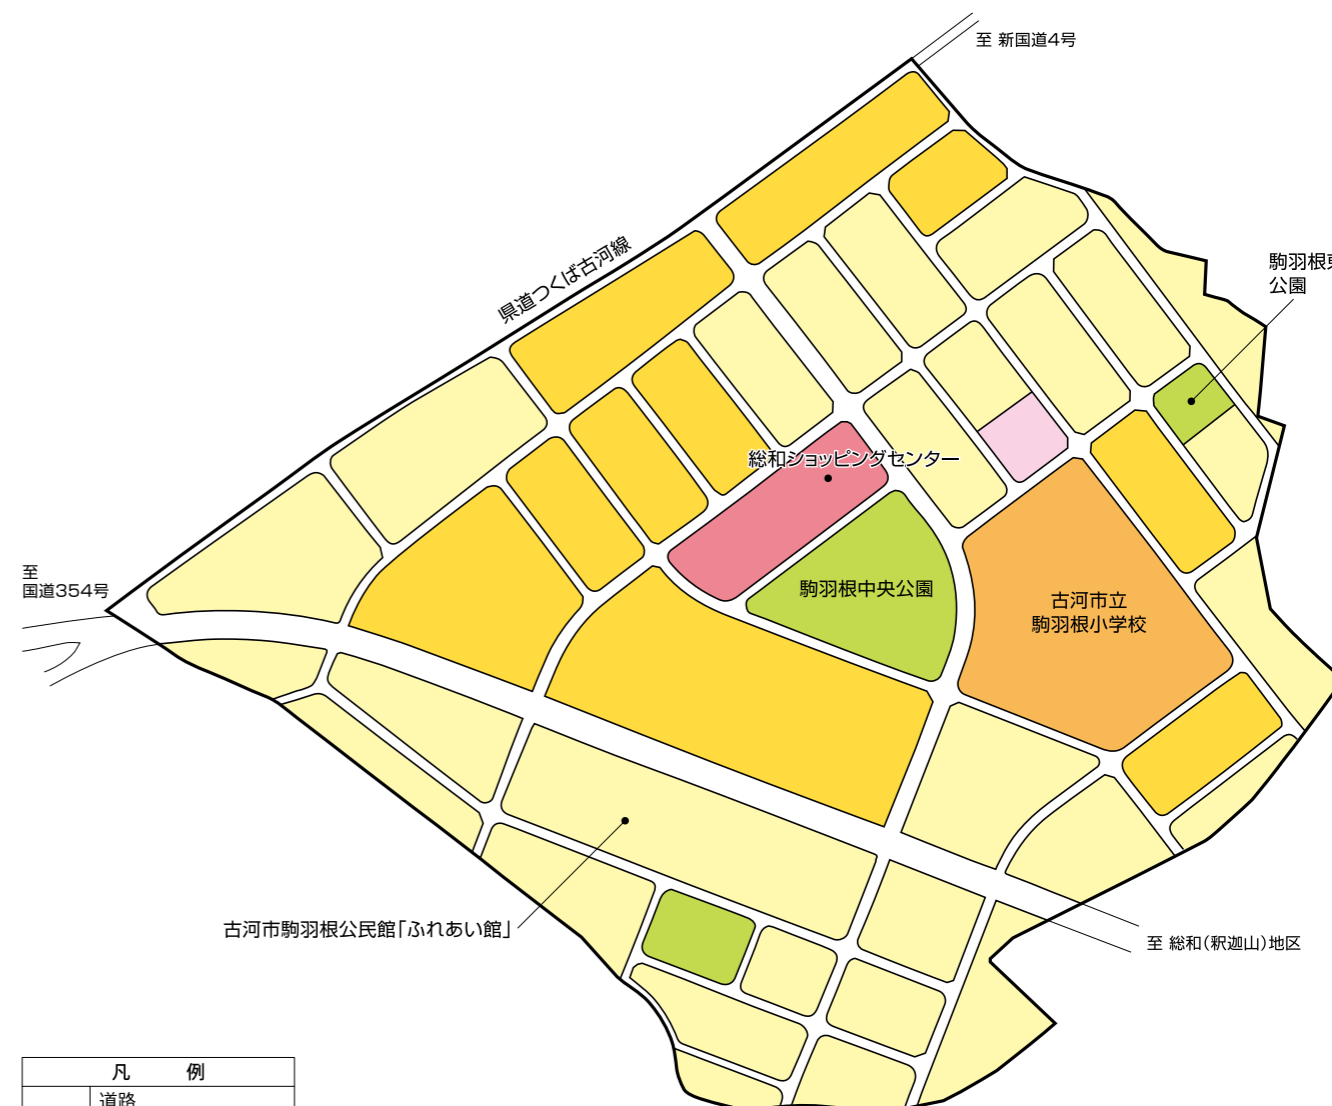 至 新国道4号
県道つくば古河線
駒羽根東
公園
総和ショッピングセンター
至
国道354号
駒羽根中央公園
古河市立
駒羽根小学校
古河市駒羽根公民館「ふれあい館」
至 総和（釈迦山）地区
凡 例
道路